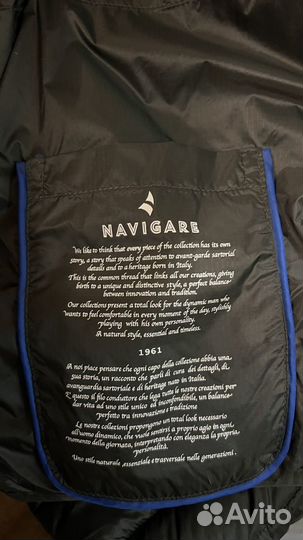 NAVIGARE
We like to think that every piece of the collection has its own
story, a story that speaks of attention to avant-garde sartorial
details and to a heritage born in Italy.
This is the common thread that links all our creations, giving
birth to a unique and distinctive style, a perfect balance
between innovation and tradition.
Our collections present a total look for the dynamic man who
wants to feel comfortable in every moment of the day, stylishly
playing with his own personality.
A natural style, essential and timeless.
1961
A noi piace pensare che ogni capo della collezione abbia una
sua storia, un racconto che parli di cura dei dettagli, di
avanguardia sartoriale e di heritage nato in Italia.
E' questo il filo conduttore che lega tutte le nostre creazioni per
dar vita ad uno stile unico ed inconfondibile, un balance
perfetto tra innovazione e tradizione
Le nostre collezioni propongono un total look necessario
all'uomo dinamico, che vuole sentirsi a proprio agio in ogni
momento della giornata, interpretando con eleganza la propria
personalità.
Uno stile naturale, essenziale e trasversale nelle generazioni.
Avito